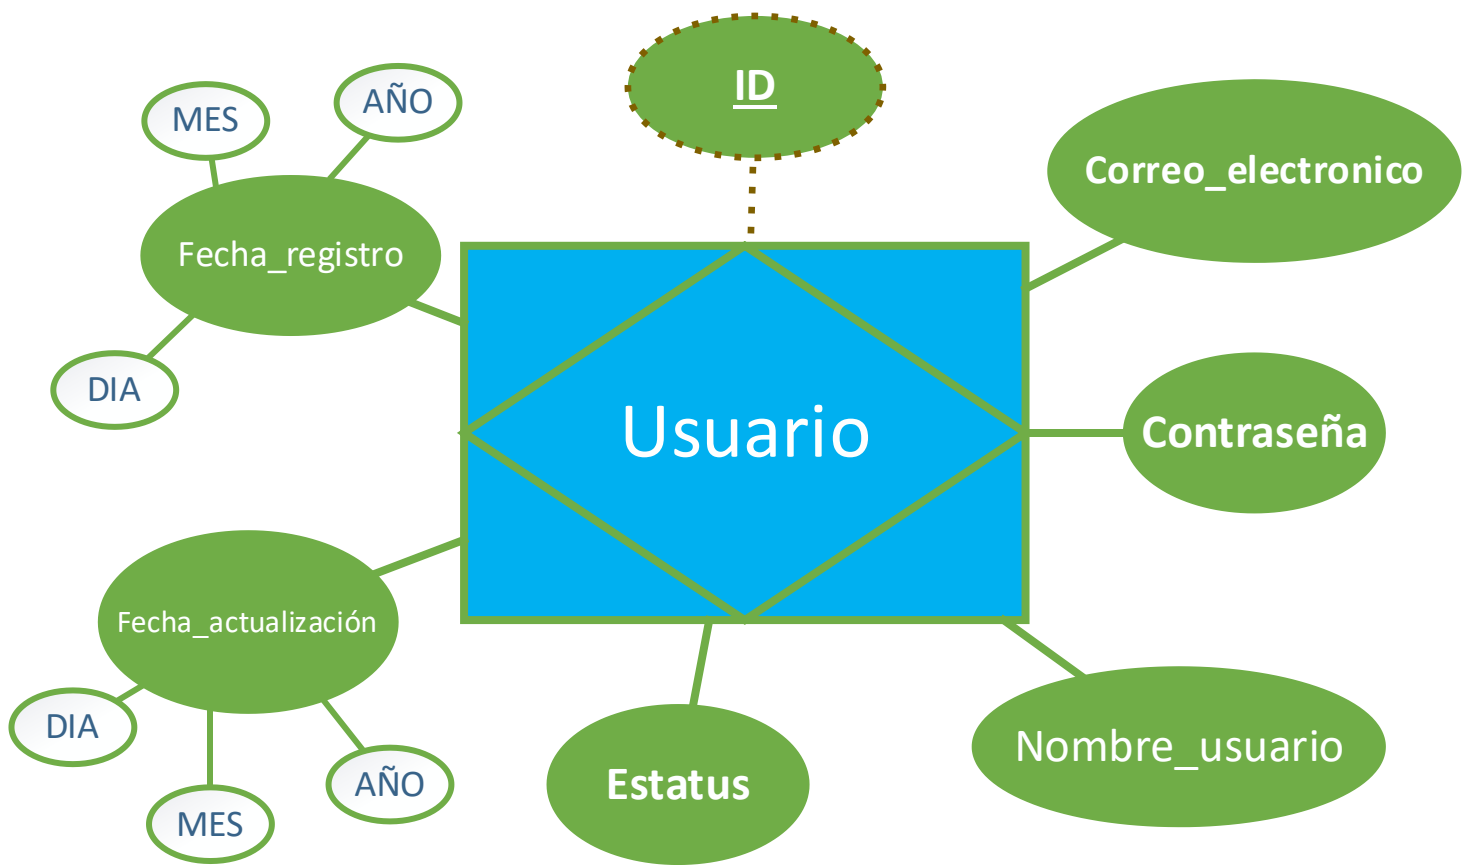 ID
AÑO
MES
Correo_electronico
Fecha_registro
DIA
Usuario
Contraseña
Fecha_actualización
DIA
MES
AÑO
Estatus
Nombre_usuario